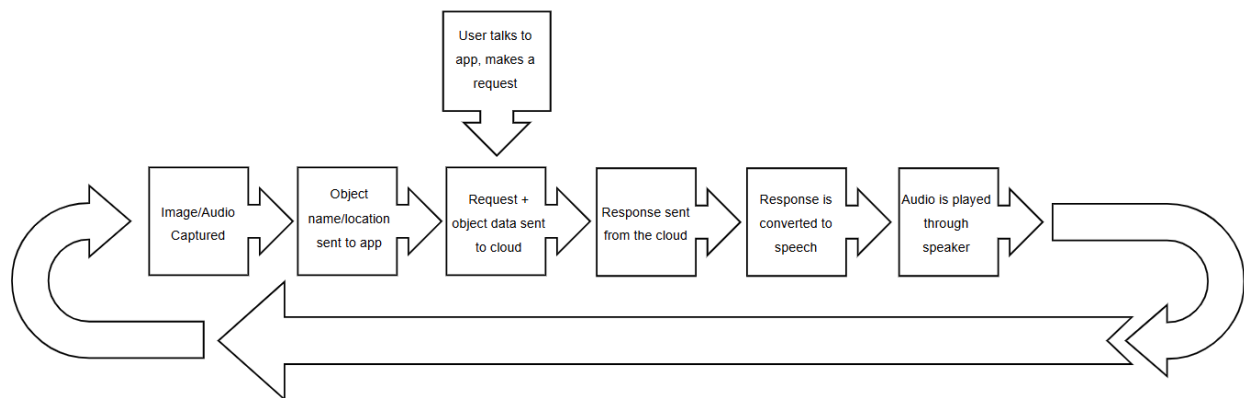 User talks to
app, makes a
request
Image/Audio
Captured
Object
name/location
sent to app
Request +
object data sent
to cloud
Response sent
from the cloud
Response is
converted to
speech
Audio is played
through
speaker